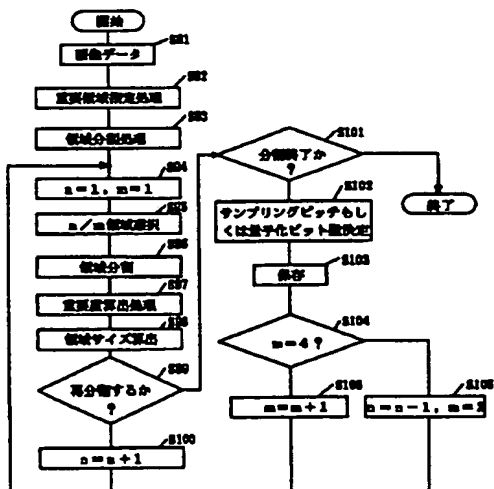 開始
S91
画像データ
S92
重要領域指定処理
S93
領域分割処理
S94
n=1, m=1
S95
n/m領域選択
S96
領域分割
S97
重要度算出処理
S98
領域サイズ算出
S99
再分割するか
?
S100
n=n+1
S101
分割終了か
?
終了
S102
サンプリングピッチもし
くは量子化ビット数決定
S103
保存
S104
m=4?
S106
m=m+1
S105
n=n-1, m=2